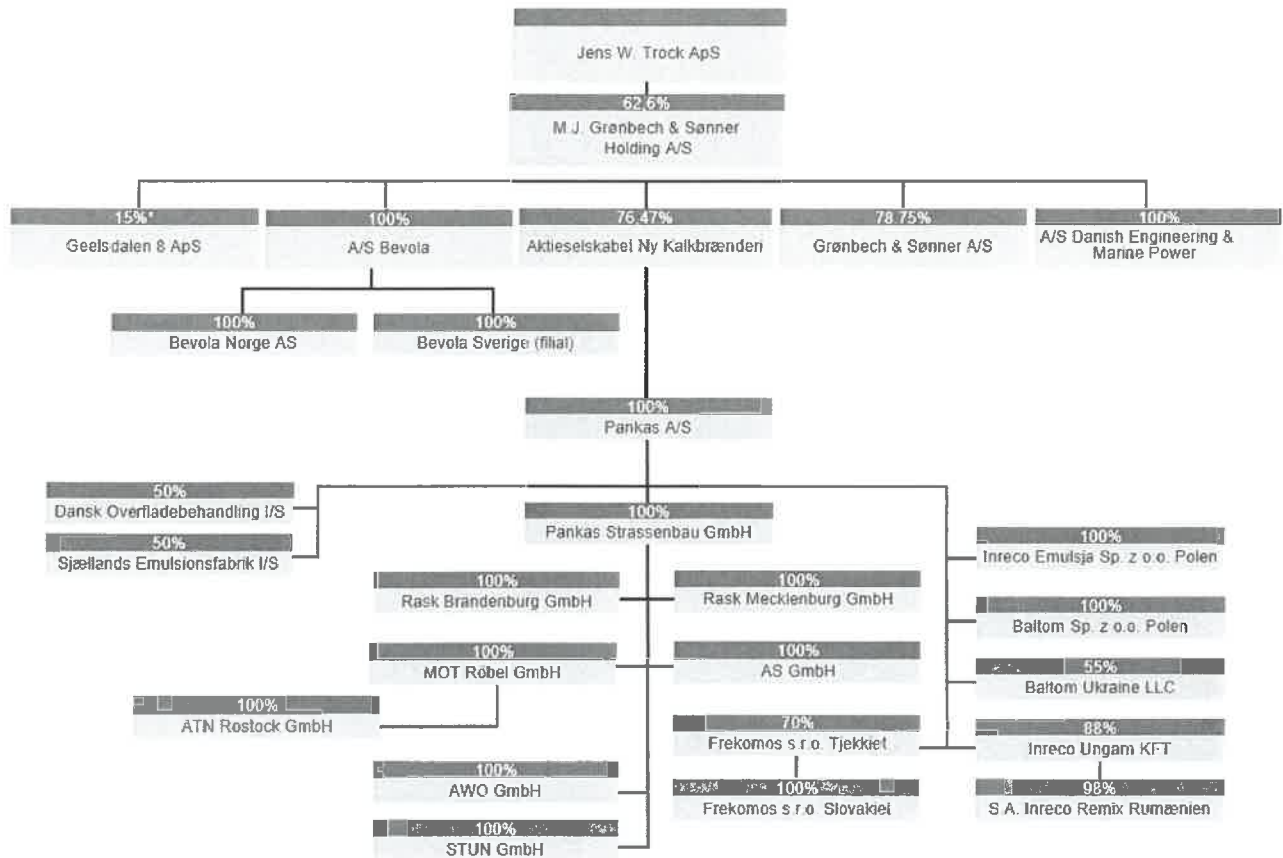 Jens W. Trock ApS
62,6%
M.J. Grønbech & Sønner
Holding A/S
15%*
Geelsdalen 8 ApS
100%
A/S Bevola
76,47%
Aktieselskabet Ny Kalkbrænderi
78,75%
Grønbech & Sønner A/S
100%
A/S Danish Engineering &
Marine Power
100%
Bevola Norge AS
100%
Bevola Sverige (filial)
100%
Pankas A/S
50%
Dansk Overfladebehandling I/S
50%
Sjællands Emulsionsfabrik I/S
100%
Pankas Strassenbau GmbH
100%
Inreco Emulsja Sp. z o.o. Polen
100%
Rask Brandenburg GmbH
100%
Rask Mecklenburg GmbH
100%
Baltom Sp. z o.o. Polen
100%
MOT Röbel GmbH
100%
AS GmbH
55%
Baltom Ukraine LLC
100%
ATN Rostock GmbH
70%
Frekomos s.r.o. Tjekkiet
88%
Inreco Ungarn KFT
100%
AWO GmbH
100%
Frekomos s.r.o. Slovakiet
98%
S.A. Inreco Remix Rumænien
100%
STUN GmbH